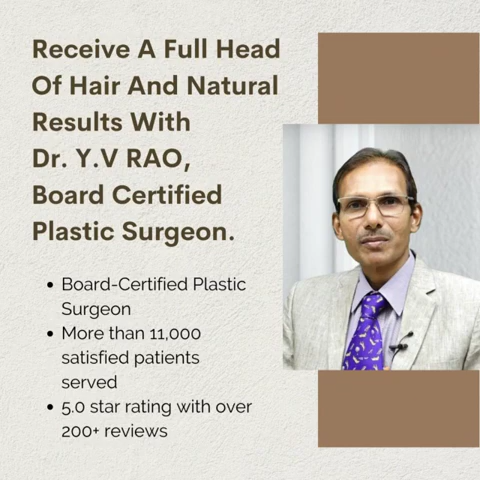 Receive A Full Head
Of Hair And Natural
Results With
Dr. Y.V RAO,
Board Certified
Plastic Surgeon.
• Board-Certified Plastic
Surgeon
• More than 11,000
satisfied patients
served
• 5.0 star rating with over
200+ reviews